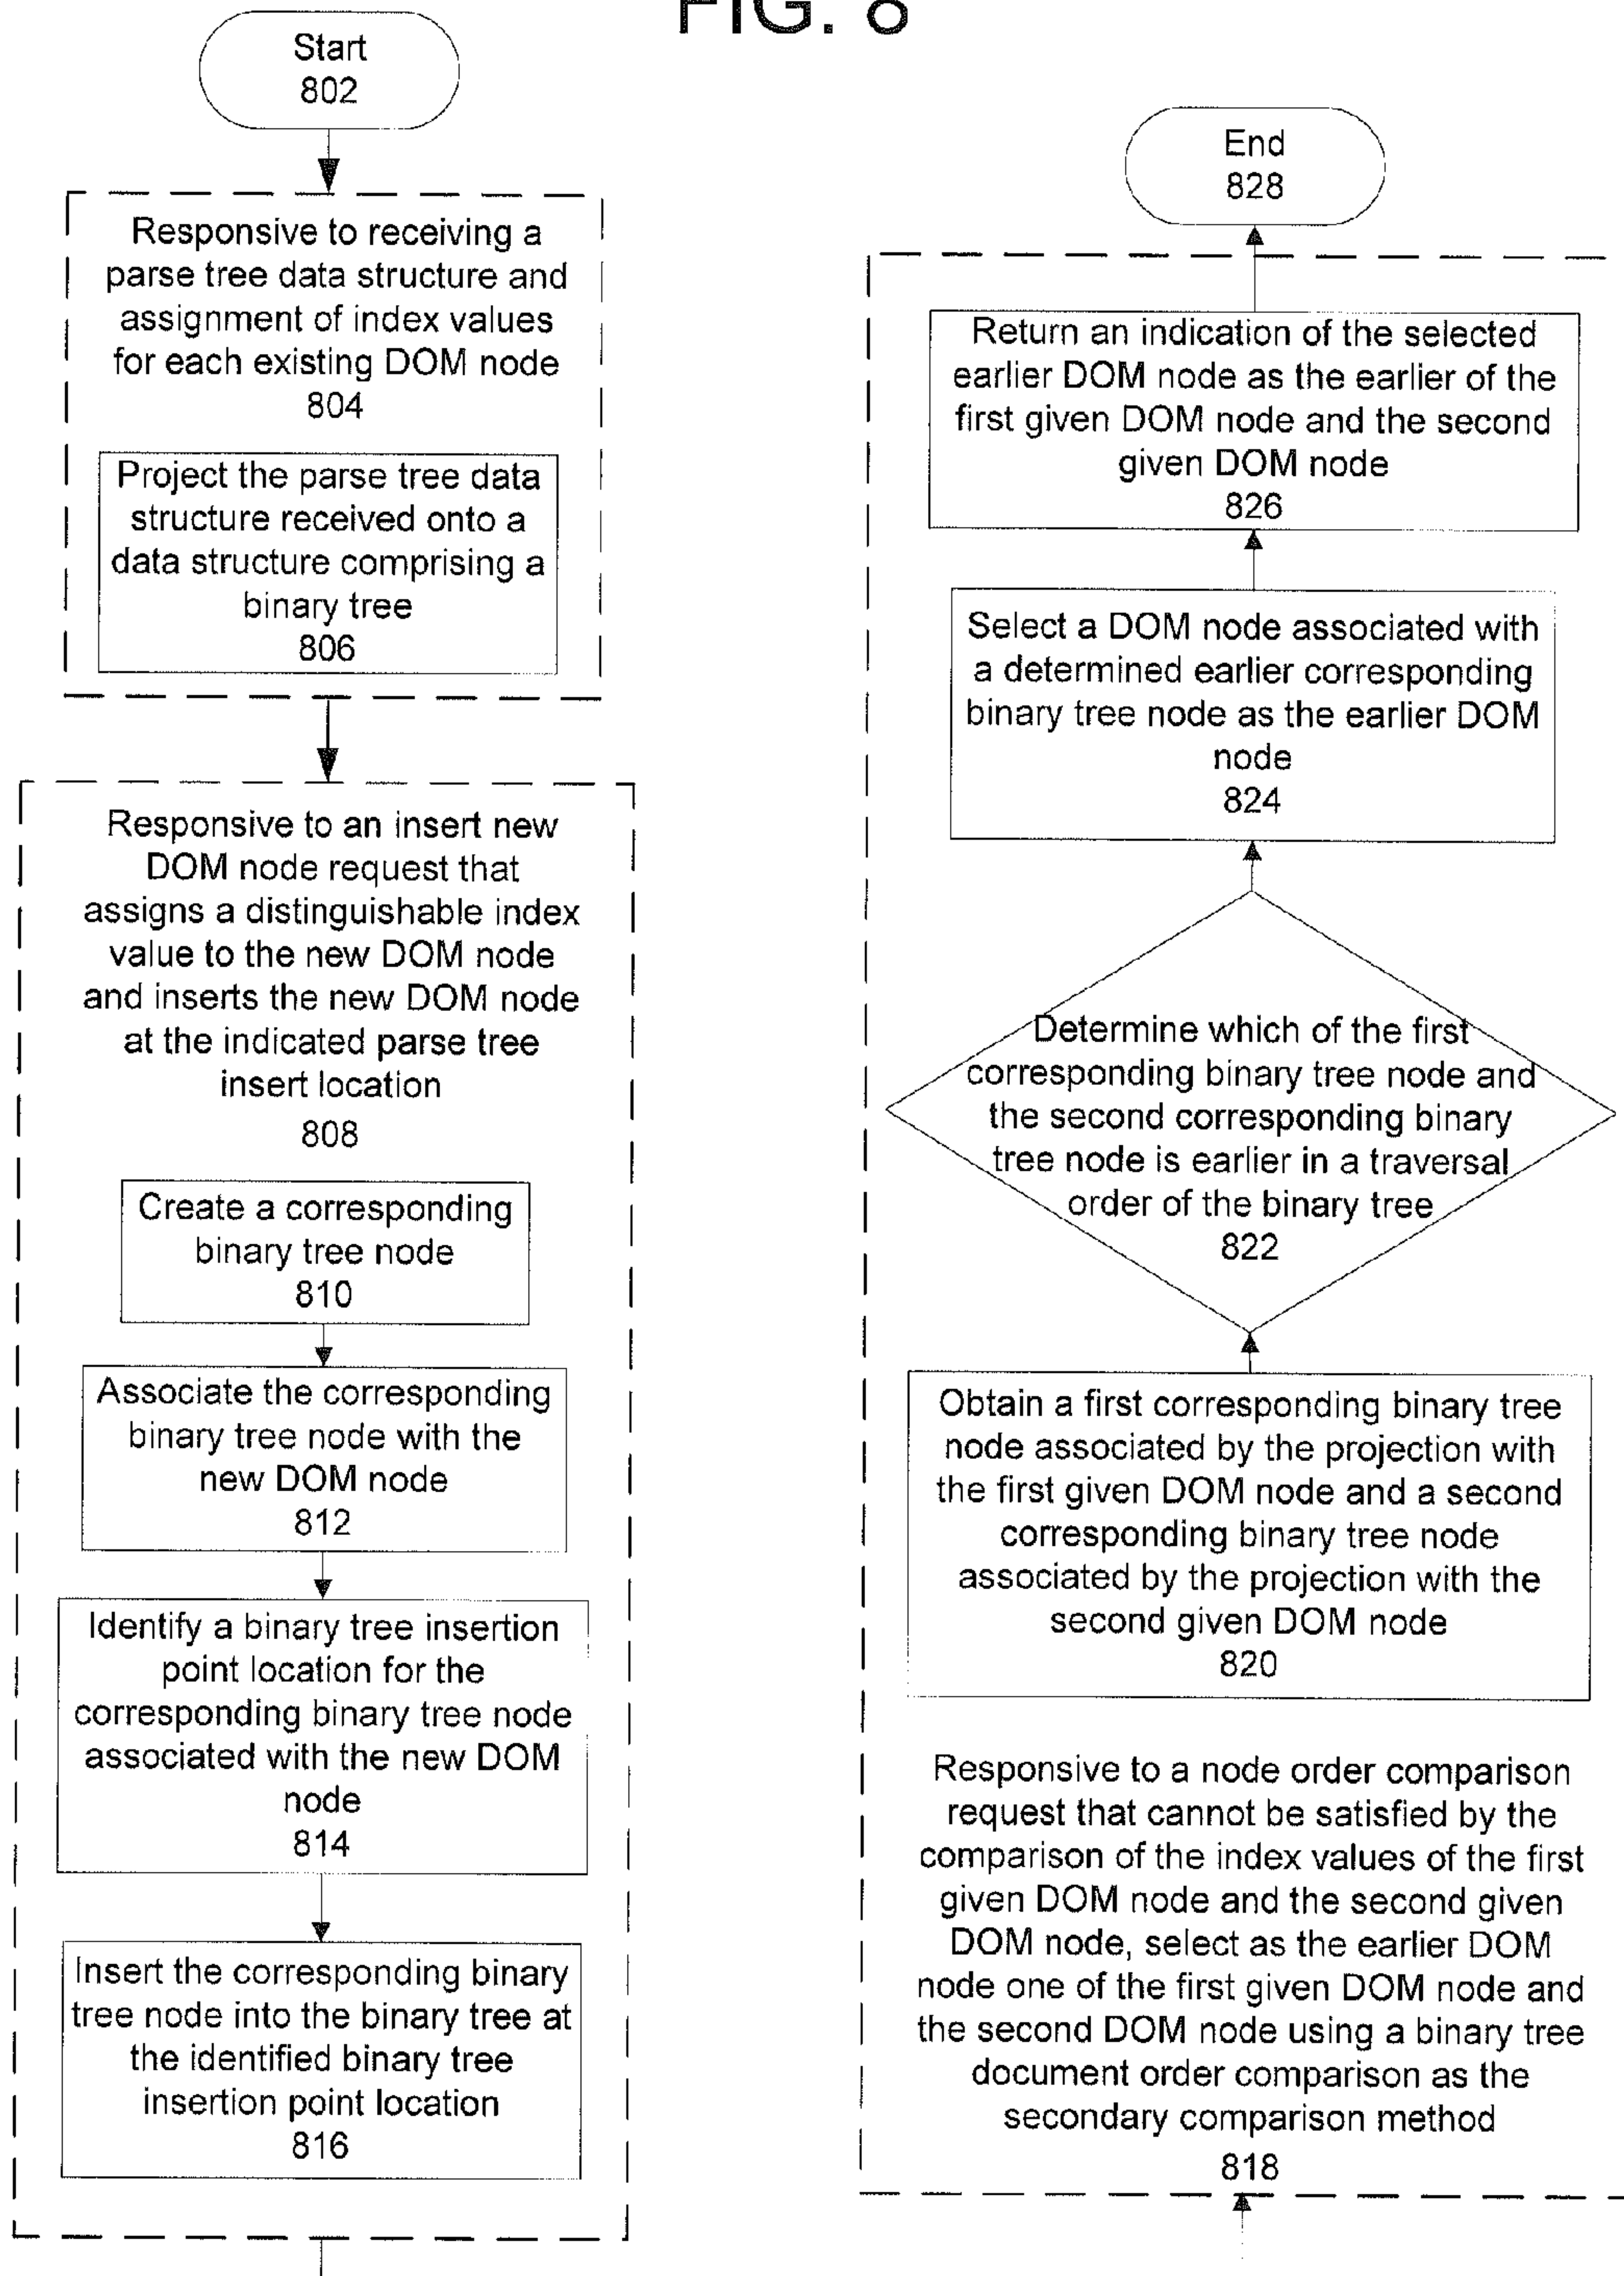 FIG. 8
Start
802
Responsive to receiving a
parse tree data structure and
assignment of index values
for each existing DOM node
804
Project the parse tree data
structure received onto a
data structure comprising a
binary tree
806
Responsive to an insert new
DOM node request that
assigns a distinguishable index
value to the new DOM node
and inserts the new DOM node
at the indicated parse tree
insert location
808
Create a corresponding
binary tree node
810
Associate the corresponding
binary tree node with the
new DOM node
812
Identify a binary tree insertion
point location for the
corresponding binary tree node
associated with the new DOM
node
814
Insert the corresponding binary
tree node into the binary tree at
the identified binary tree
insertion point location
816
End
828
Return an indication of the selected
earlier DOM node as the earlier of the
first given DOM node and the second
given DOM node
826
Select a DOM node associated with
a determined earlier corresponding
binary tree node as the earlier DOM
node
824
Determine which of the first
corresponding binary tree node and
the second corresponding binary
tree node is earlier in a traversal
order of the binary tree
822
Obtain a first corresponding binary tree
node associated by the projection with
the first given DOM node and a second
corresponding binary tree node
associated by the projection with the
second given DOM node
820
Responsive to a node order comparison
request that cannot be satisfied by the
comparison of the index values of the first
given DOM node and the second given
DOM node, select as the earlier DOM
node one of the first given DOM node and
the second DOM node using a binary tree
document order comparison as the
secondary comparison method
818